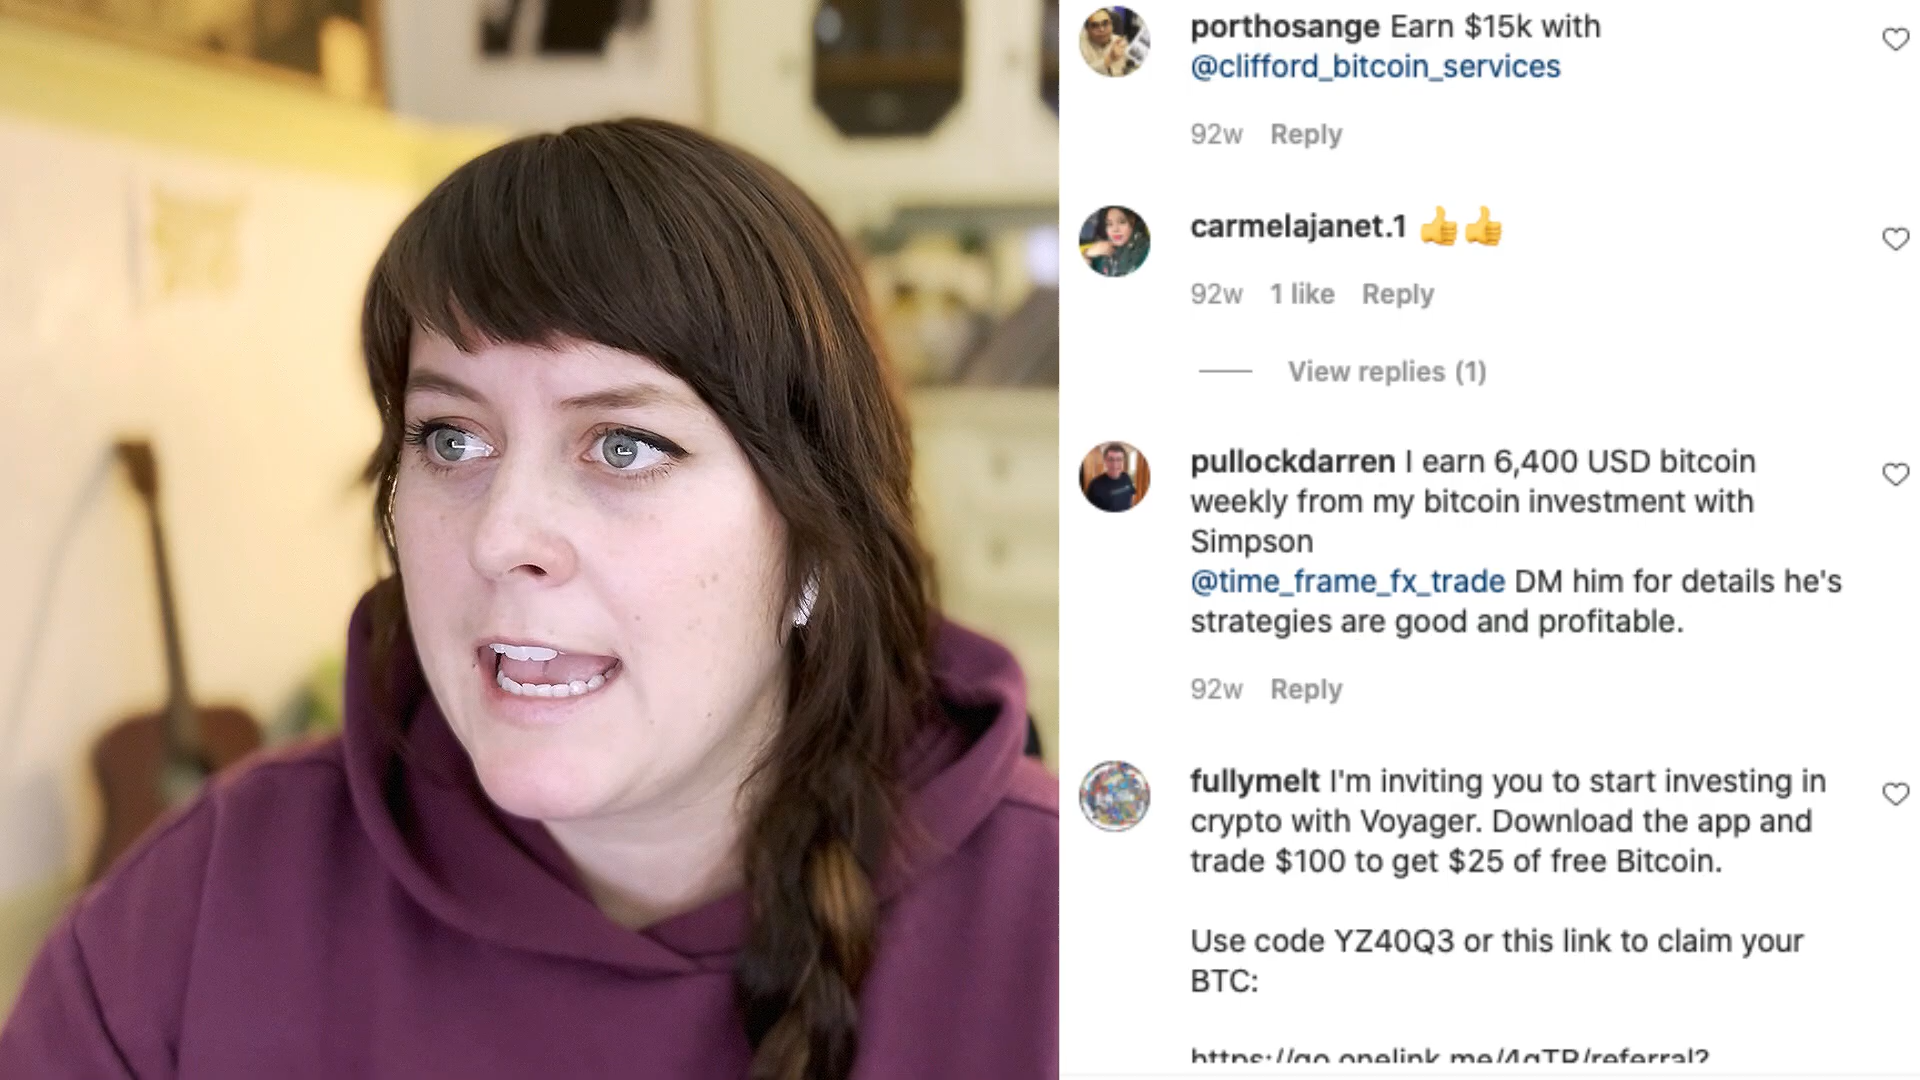 porthosange Earn $15k with
@clifford_bitcoin_services
92w Reply
carmelajanet.1 👍👍
92w 1 like Reply
View replies (1)
pullockdarren I earn 6,400 USD bitcoin
weekly from my bitcoin investment with
Simpson
@time_frame_fx_trade DM him for details he's
strategies are good and profitable.
92w Reply
fullymelt I'm inviting you to start investing in
crypto with Voyager. Download the app and
trade $100 to get $25 of free Bitcoin.
Use code YZ40Q3 or this link to claim your
BTC: